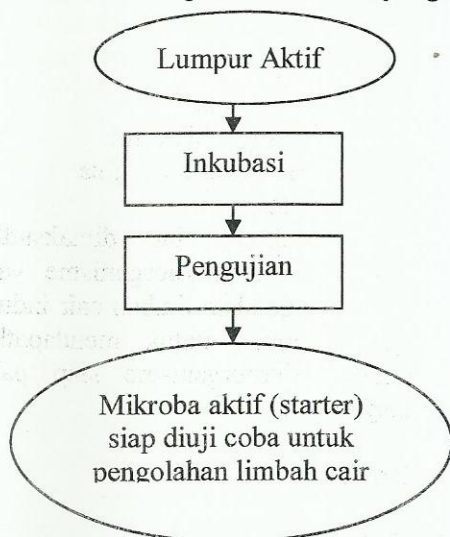 Lumpur Aktif
Inkubasi
Pengujian
Mikroba aktif (starter)
siap diuji coba untuk
pengolahan limbah cair